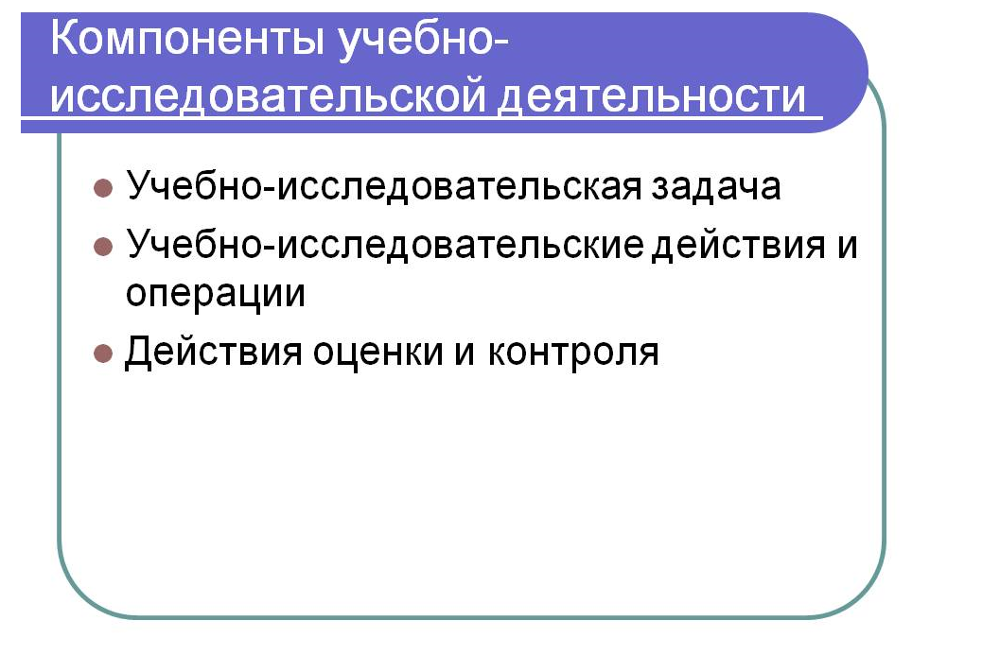 Компоненты учебно-
исследовательской деятельности
Учебно-исследовательская задача
Учебно-исследовательские действия и
операции
Действия оценки и контроля